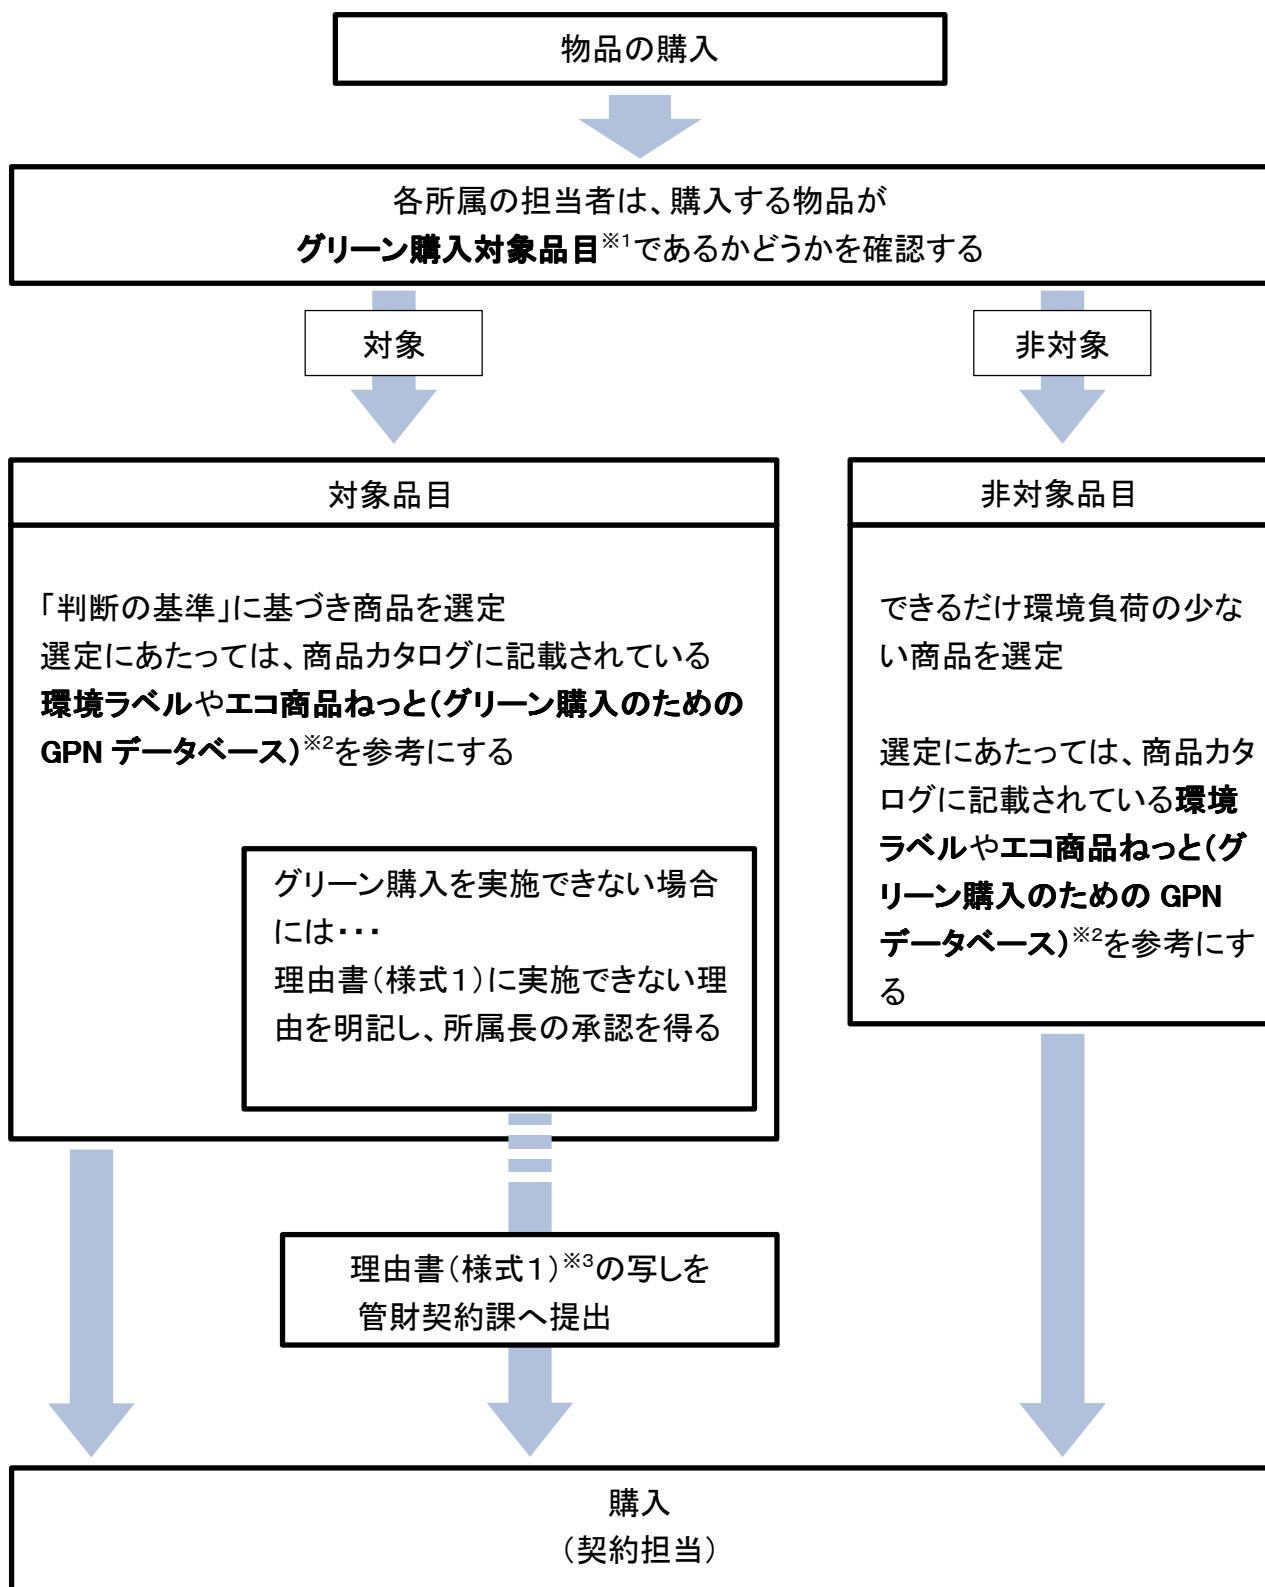 物品の購入
各所属の担当者は、購入する物品が
グリーン購入対象品目※1であるかどうかを確認する
対象
非対象
対象品目
「判断の基準」に基づき商品を選定
選定にあたっては、商品カタログに記載されている
環境ラベルやエコ商品ねっと(グリーン購入のための
GPN データベース)※2を参考にする
グリーン購入を実施できない場合
には・・・
理由書(様式1)に実施できない理
由を明記し、所属長の承認を得る
非対象品目
できるだけ環境負荷の少な
い商品を選定
選定にあたっては、商品カタ
ログに記載されている環境
ラベルやエコ商品ねっと(グ
リーン購入のための GPN
データベース)※2を参考にす
る
理由書(様式1)※3の写しを
管財契約課へ提出
購入
(契約担当)